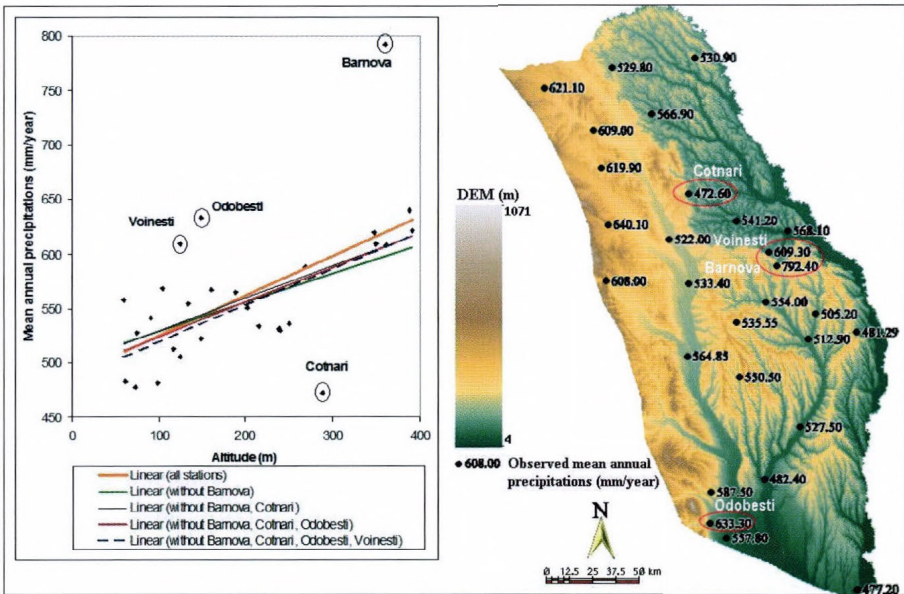 800
750
700
650
600
550
500
450
0
100
200
300
400
Mean annual precipitations (mm/year)
Altitude (m)
Barnova
Voinesti
Odobesti
Cotnari
Linear (all stations)
Linear (without Barnova)
Linear (without Barnova, Cotnari)
Linear (without Barnova, Cotnari, Odobesti)
Linear (without Barnova, Cotnari, Odobesti, Voinesti)
530.90
529.80
621.10
566.90
609.00
619.90
Cotnari
472.60
DEM (m)
1071
4
541.20
640.10
568.10
522.00
Voinesti
609.30
Barnova
792.40
608.00
533.40
554.00
505.20
535.55
481.29
512.90
564.85
550.50
527.50
608.00 Observed mean annual
precipitations (mm/year)
482.40
587.50
Odobesti
633.30
537.80
N
0 12.5 25 37.5 50 km
477.20